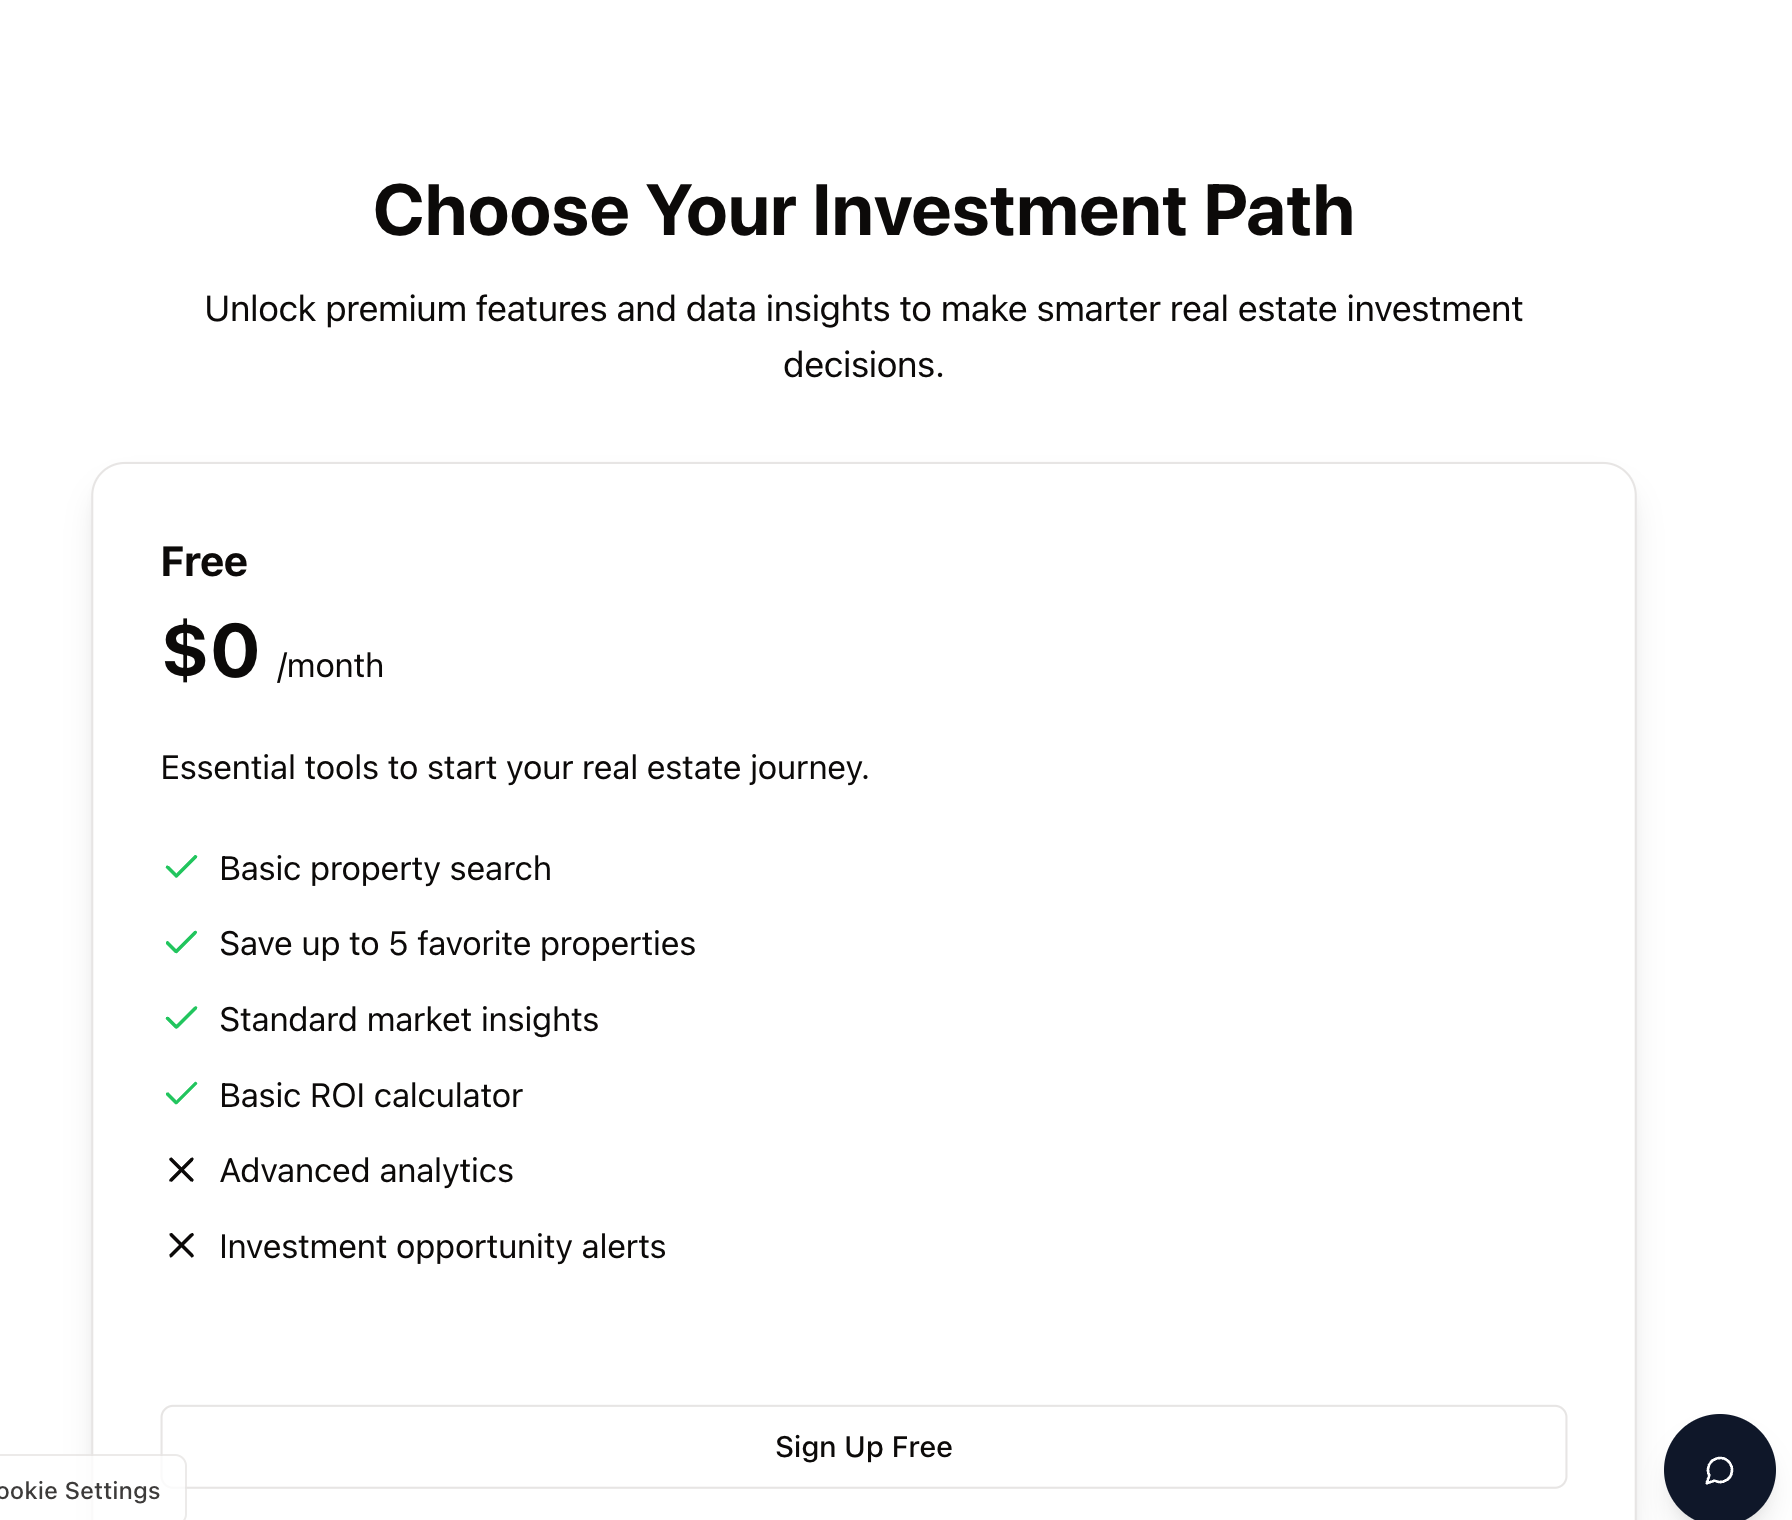 Choose Your Investment Path
Unlock premium features and data insights to make smarter real estate investment
decisions.
Free
$0 /month
Essential tools to start your real estate journey.
Basic property search
Save up to 5 favorite properties
Standard market insights
Basic ROI calculator
Advanced analytics
Investment opportunity alerts
Sign Up Free
ookie Settings